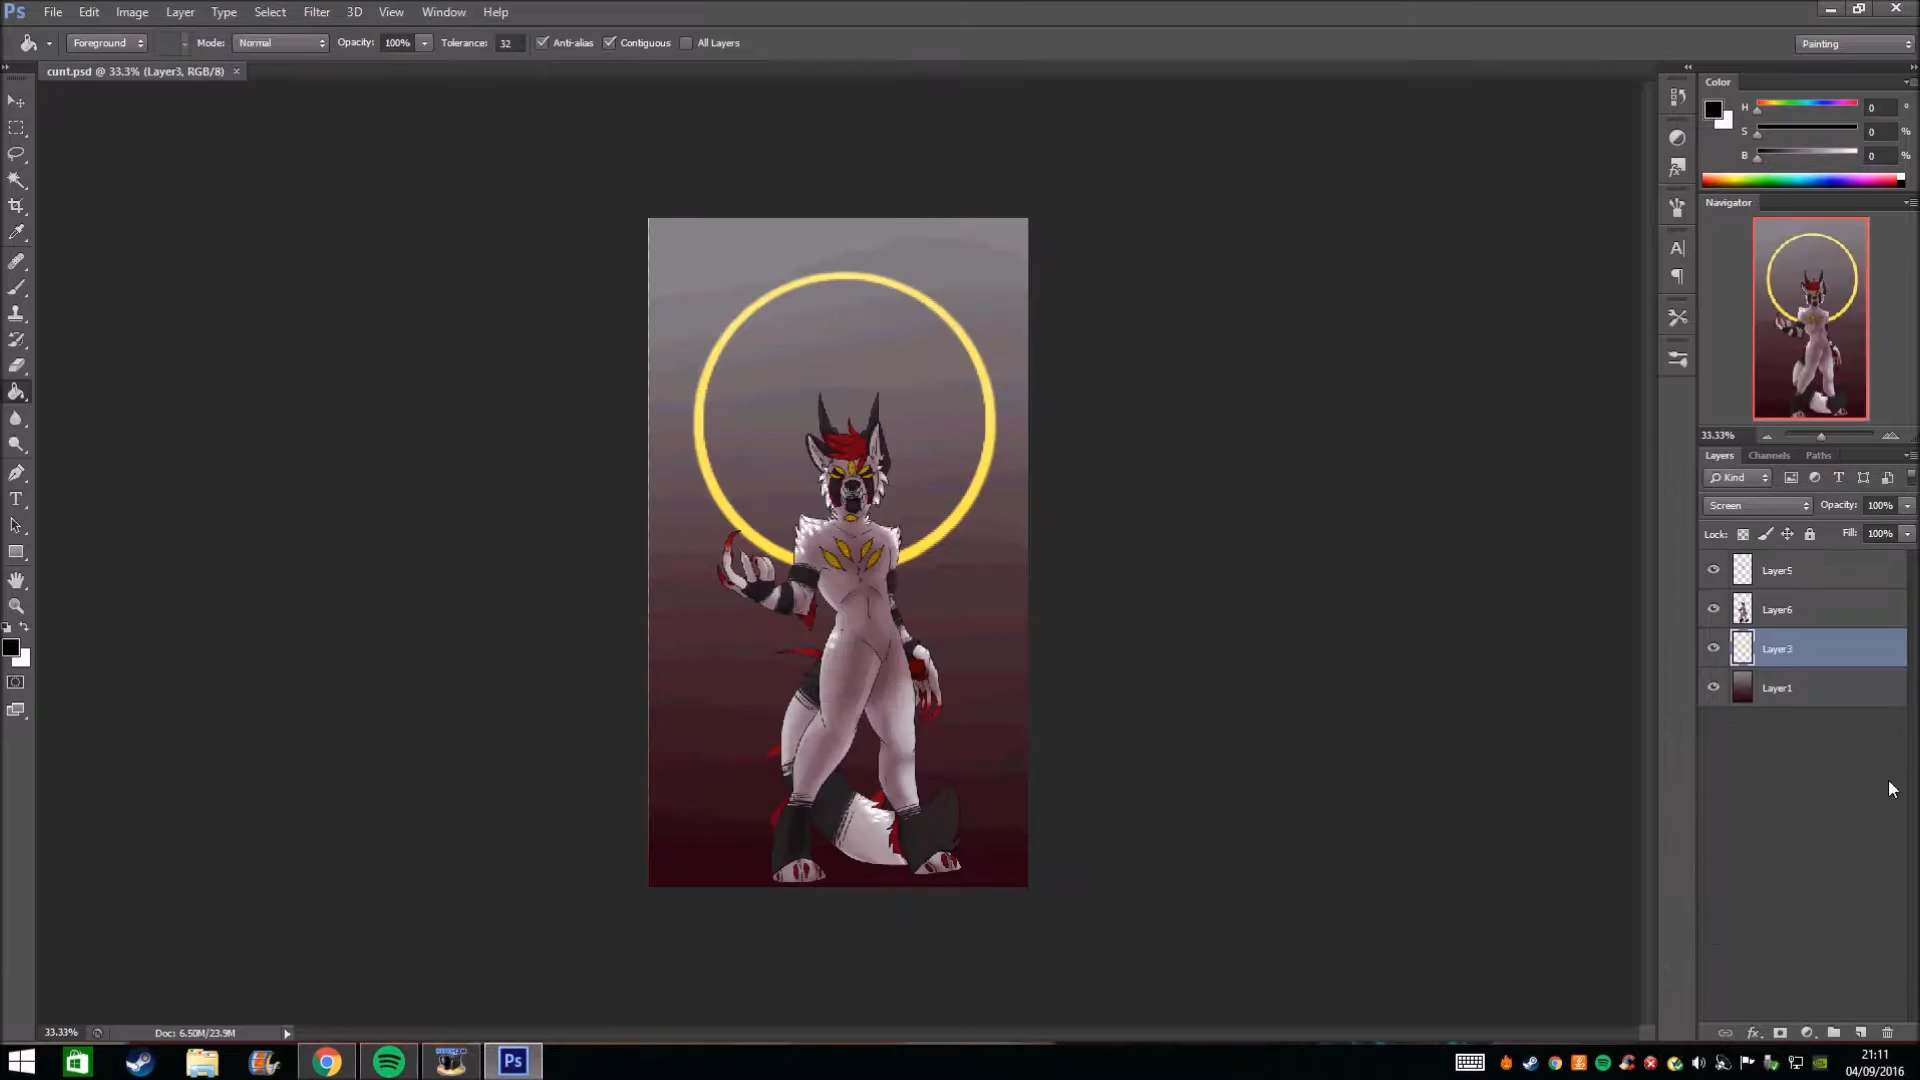 Ps File Edit Image Layer Type Select Filter 3D View Window Help
Foreground Mode: Normal Opacity: 100% Tolerance: 32 Anti-alias Contiguous All Layers Painting
cunt.psd @ 33.3% (Layer3, RGB/8) ×
Color
H 0 °
S 0 %
B 0 %
Navigator
33.33%
Layers Channels Paths
Kind
Screen Opacity: 100%
Lock: Fill: 100%
Layer5
Layer6
Layer3
Layer1
33.33% Doc: 6.50M/23.9M
Ps
21:11
04/09/2016